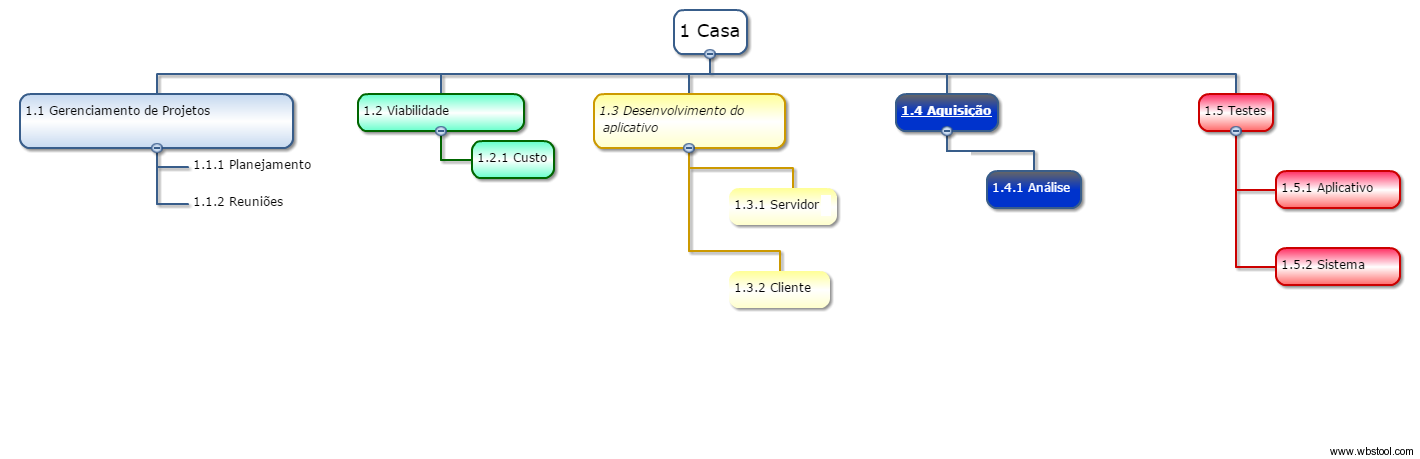 1 Casa
1.1 Gerenciamento de Projetos
1.2 Viabilidade
1.3 Desenvolvimento do
aplicativo
1.4 Aquisição
1.5 Testes
1.1.1 Planejamento
1.1.2 Reuniões
1.2.1 Custo
1.3.1 Servidor
1.3.2 Cliente
1.4.1 Análise
1.5.1 Aplicativo
1.5.2 Sistema
www.wbstool.com